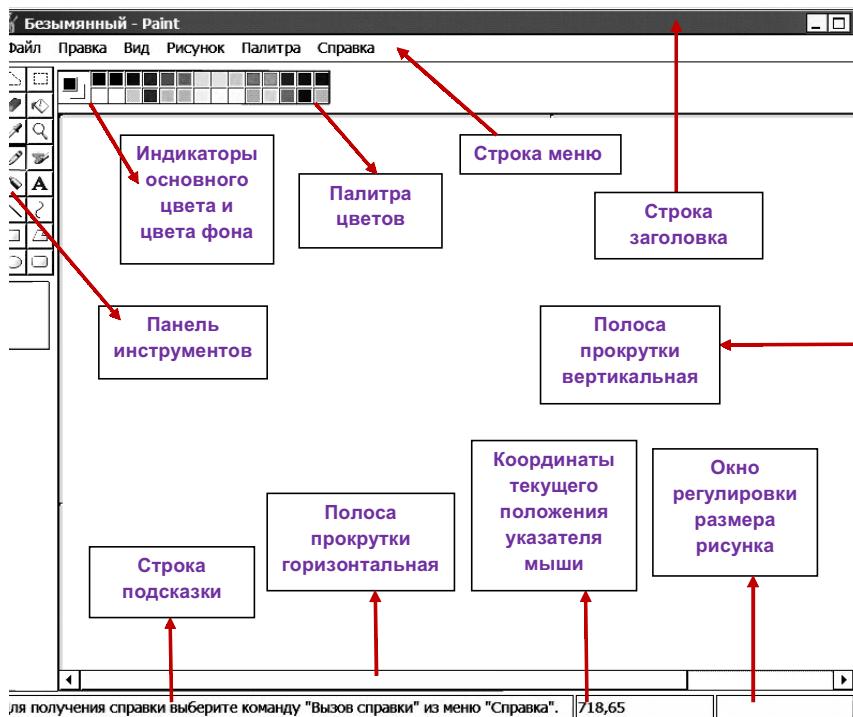 Безымянный - Paint
Файл Правка Вид Рисунок Палитра Справка
A
Индикаторы
основного
цвета и
цвета фона
Палитра
цветов
Строка меню
Строка
заголовка
Панель
инструментов
Полоса
прокрутки
вертикальная
Координаты
текущего
положения
указателя
мыши
Окно
регулировки
размера
рисунка
Полоса
прокрутки
горизонтальная
Строка
подсказки
ля получения справки выберите команду "Вызов справки" из меню "Справка". 718,65